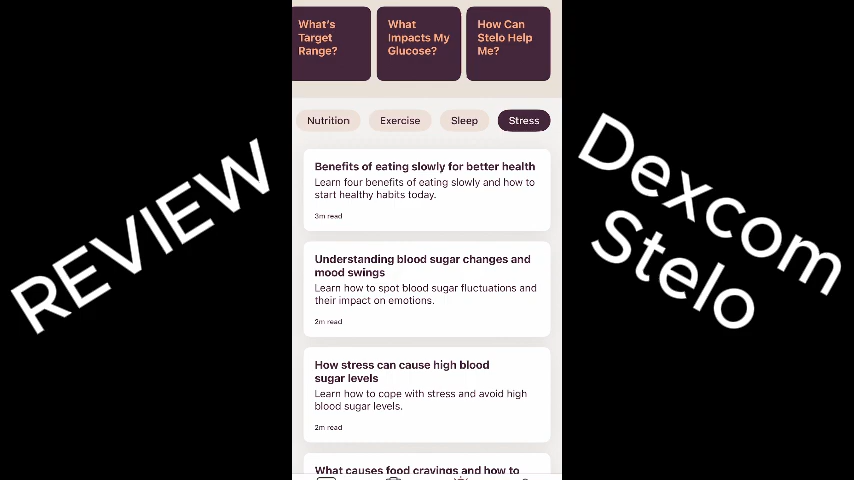 What's
Target
Range?
What
Impacts My
Glucose?
How Can
Stelo Help
Me?
Nutrition
Exercise
Sleep
Stress
REVIEW
Dexcom
Stelo
Benefits of eating slowly for better health
Learn four benefits of eating slowly and how to
start healthy habits today.
3m read
Understanding blood sugar changes and
mood swings
Learn how to spot blood sugar fluctuations and
their impact on emotions.
2m read
How stress can cause high blood
sugar levels
Learn how to cope with stress and avoid high
blood sugar levels.
2m read
What causes food cravings and how to